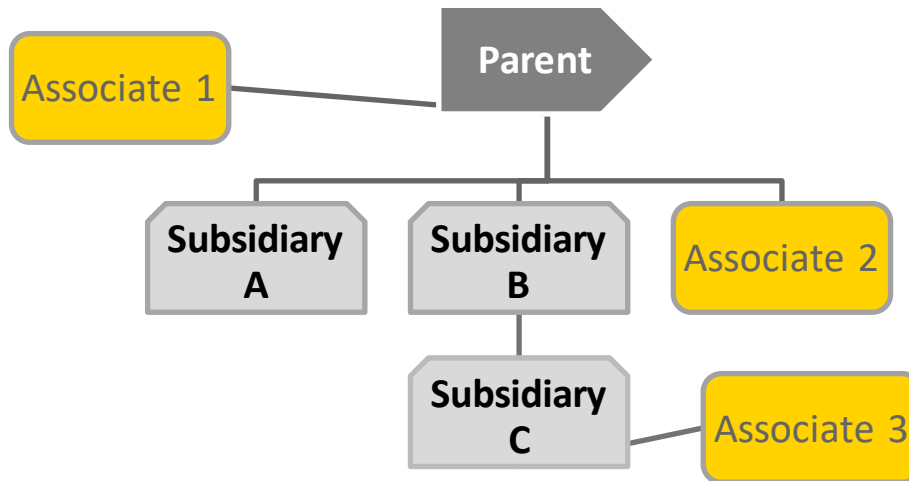 Parent
Associate 1
Subsidiary
A
Subsidiary
B
Associate 2
Subsidiary
C
Associate 3